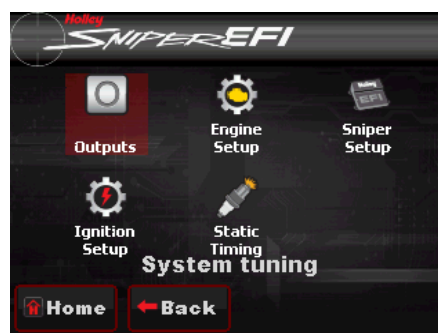 Holley
SNIPER EFI
Outputs
Engine
Setup
Holley
EFI
Sniper
Setup
Ignition
Setup
Static
Timing
System tuning
Home
Back